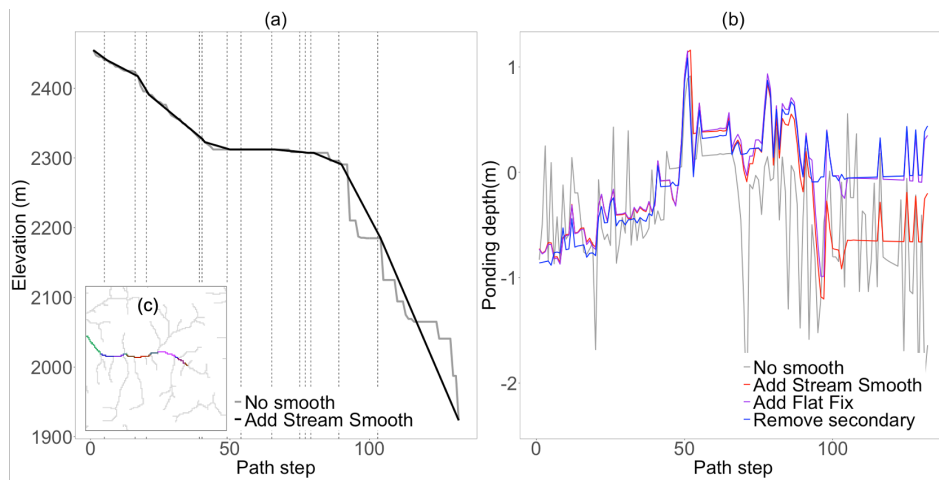 (a)
2400
2300
2200
2100
2000
1900
Elevation (m)
(c)
No smooth
Add Stream Smooth
0
50
100
Path step
(b)
1
0
-1
-2
Ponding depth(m)
No smooth
Add Stream Smooth
Add Flat Fix
Remove secondary
0
50
100
Path step